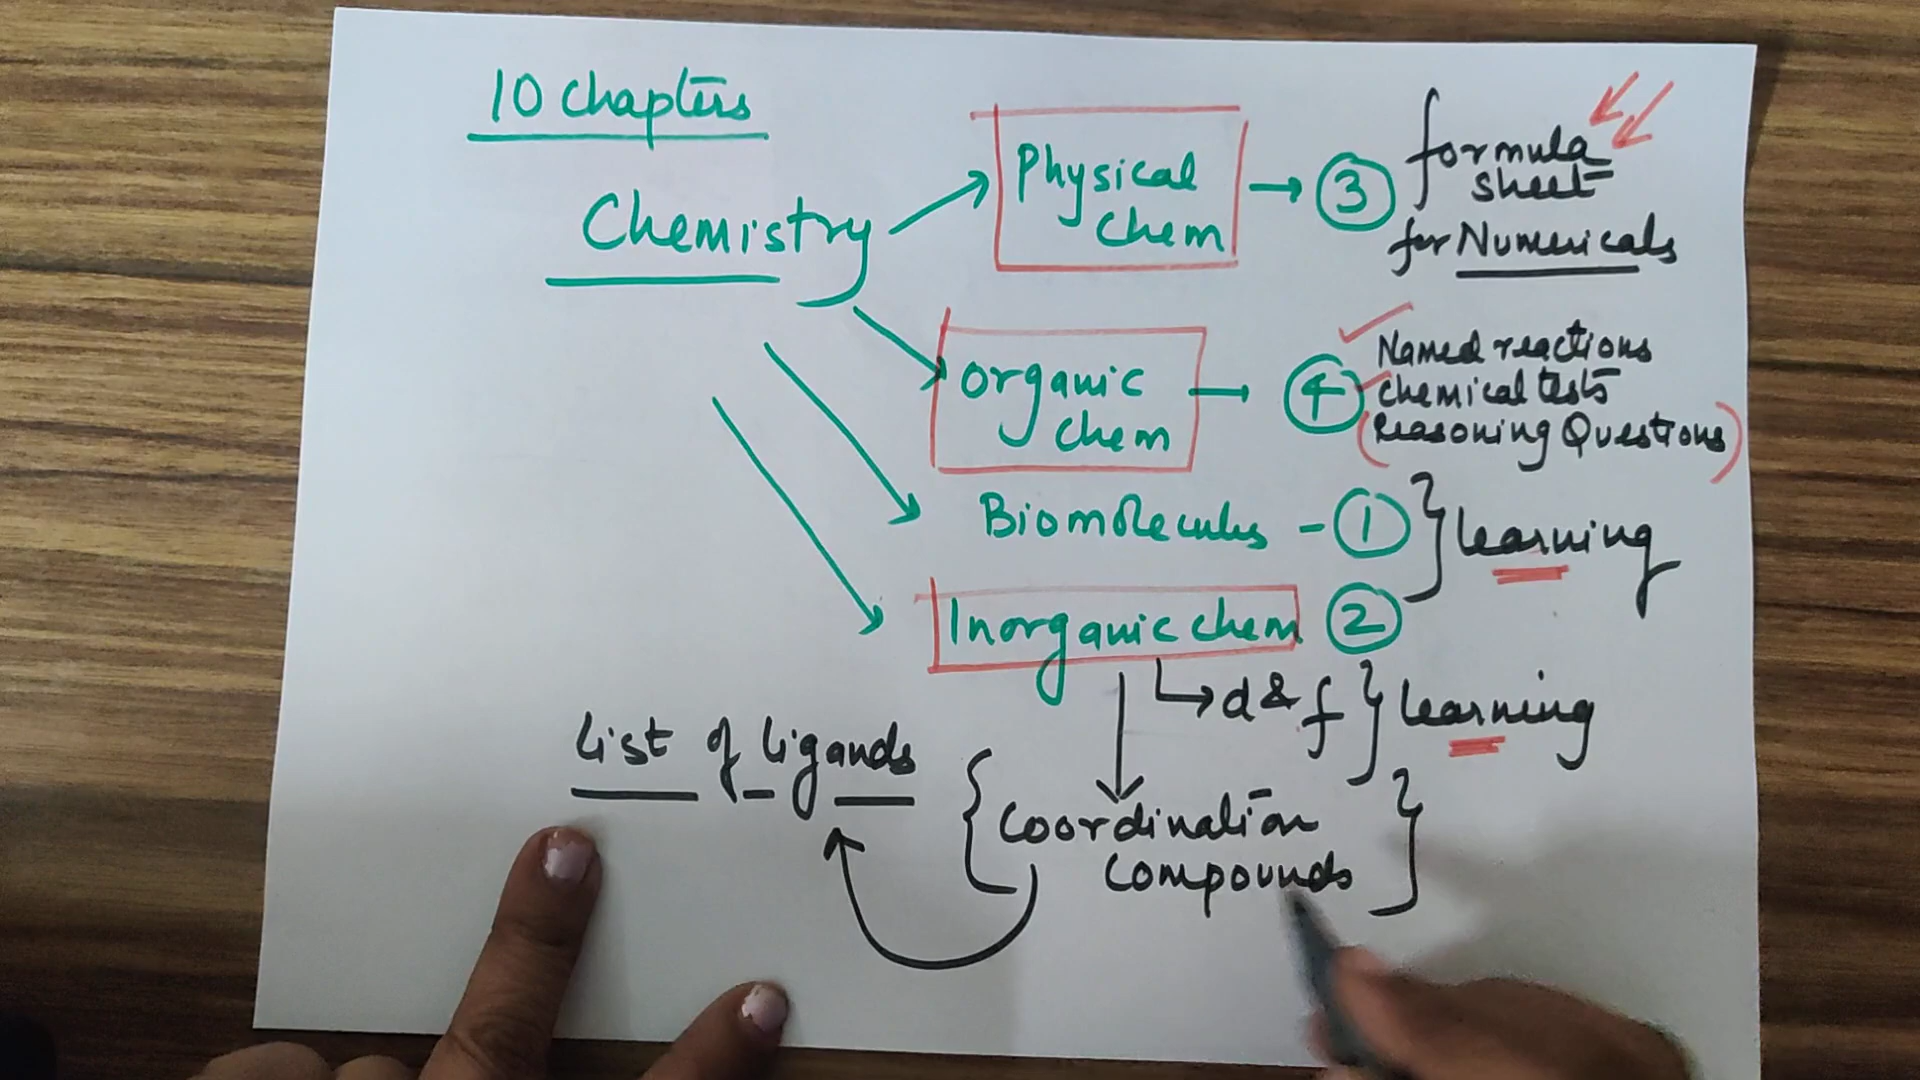 10 Chapters
Chemistry
Physical
Chem
3
formula
sheet
for Numericals
Organic
Chem
4
Named reactions
Chemical tests
(Reasoning Questions)
Biomolecules - 1 } learning
Inorganic chem 2
d & f } learning
List of ligands
{ Coordination
Compounds }